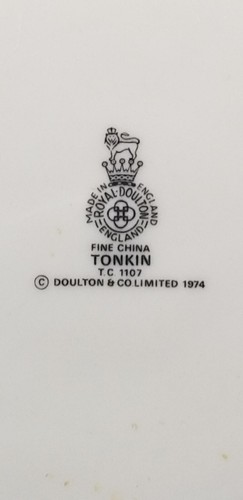 MADE IN ENGLAND
ROYAL DOULTON
ENGLAND
FINE CHINA
TONKIN
T.C 1107
© DOULTON & CO LIMITED 1974